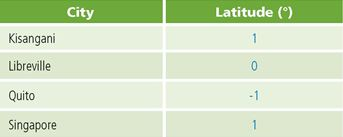 City Latitude (°)
Kisangani 1
Libreville 0
Quito -1
Singapore 1